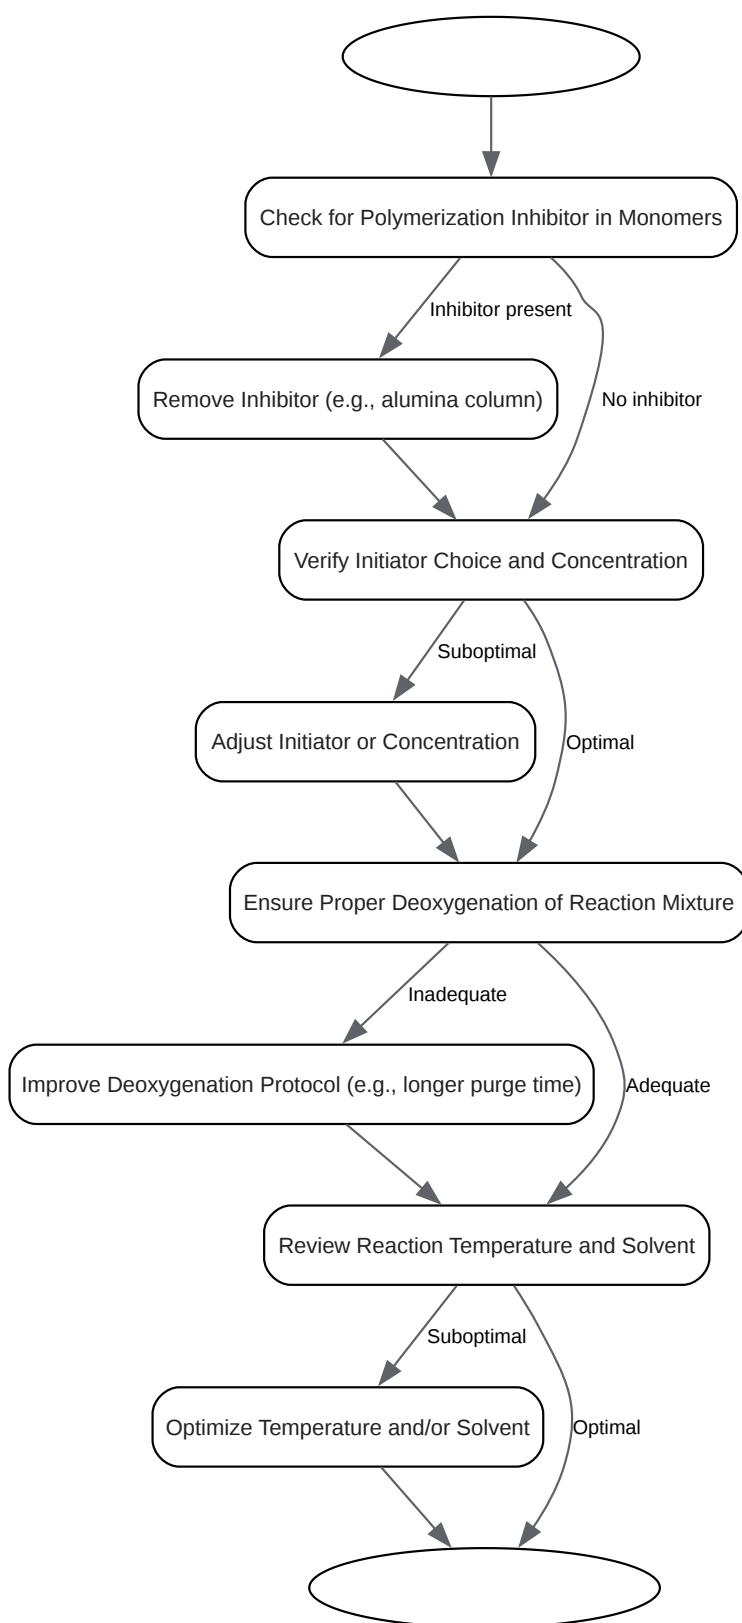 Check for Polymerization Inhibitor in Monomers
Inhibitor present
Remove Inhibitor (e.g., alumina column)
No inhibitor
Verify Initiator Choice and Concentration
Suboptimal
Adjust Initiator or Concentration
Optimal
Ensure Proper Deoxygenation of Reaction Mixture
Inadequate
Improve Deoxygenation Protocol (e.g., longer purge time)
Adequate
Review Reaction Temperature and Solvent
Suboptimal
Optimize Temperature and/or Solvent
Optimal